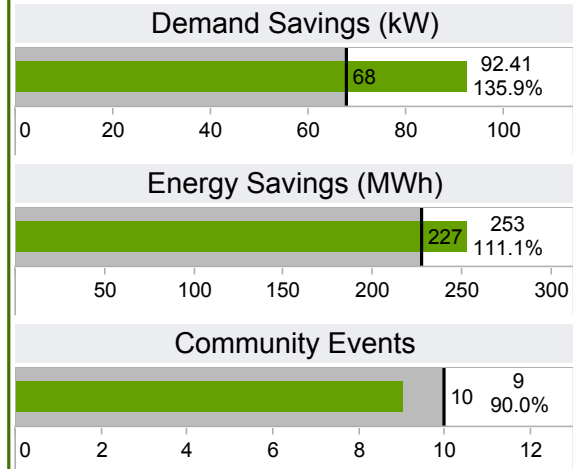 Demand Savings (kW)
68
92.41
135.9%
0 20 40 60 80 100
Energy Savings (MWh)
227
253
111.1%
50 100 150 200 250 300
Community Events
10
9
90.0%
0 2 4 6 8 10 12